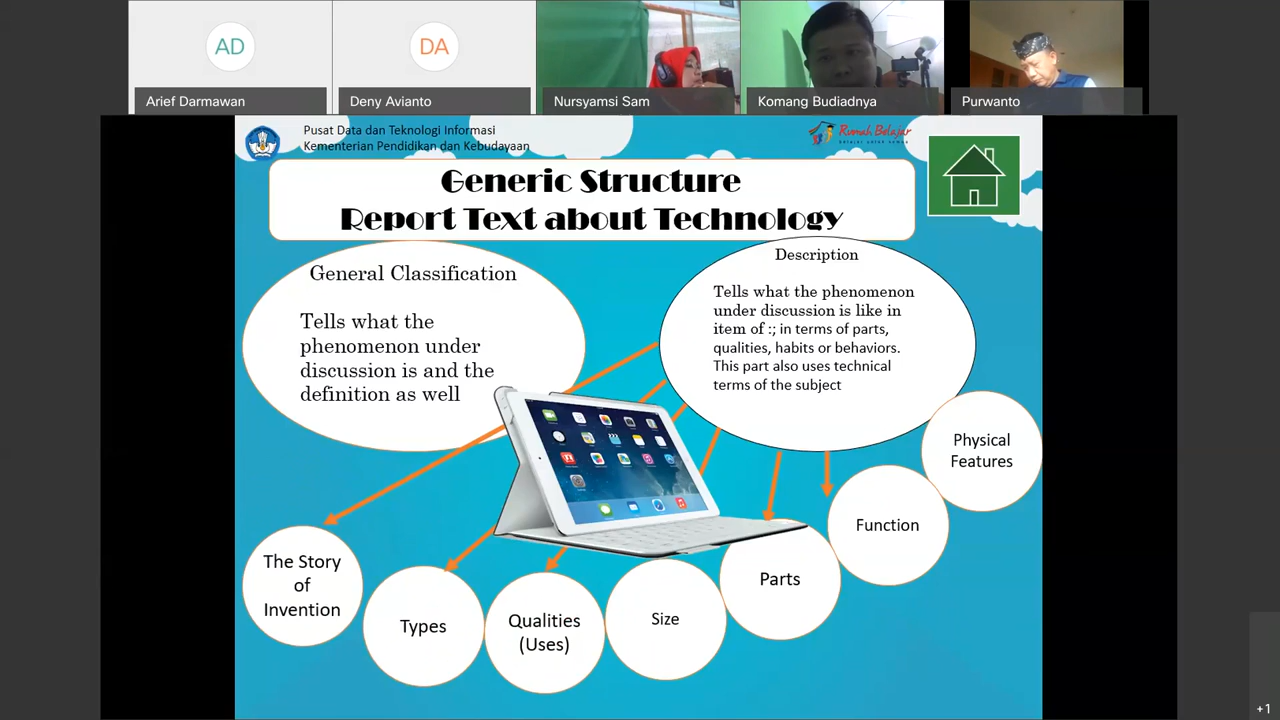 AD
DA
Arief Darmawan
Deny Avianto
Nursyamsi Sam
Komang Budiadnya
Purwanto
Pusat Data dan Teknologi Informasi
Kementerian Pendidikan dan Kebudayaan
Rumah Belajar
Generic Structure
Report Text about Technology
General Classification
Tells what the
phenomenon under
discussion is and the
definition as well
Description
Tells what the phenomenon
under discussion is like in
item of :; in terms of parts,
qualities, habits or behaviors.
This part also uses technical
terms of the subject
Physical
Features
Function
Parts
Size
Qualities
(Uses)
Types
The Story
of
Invention
+1